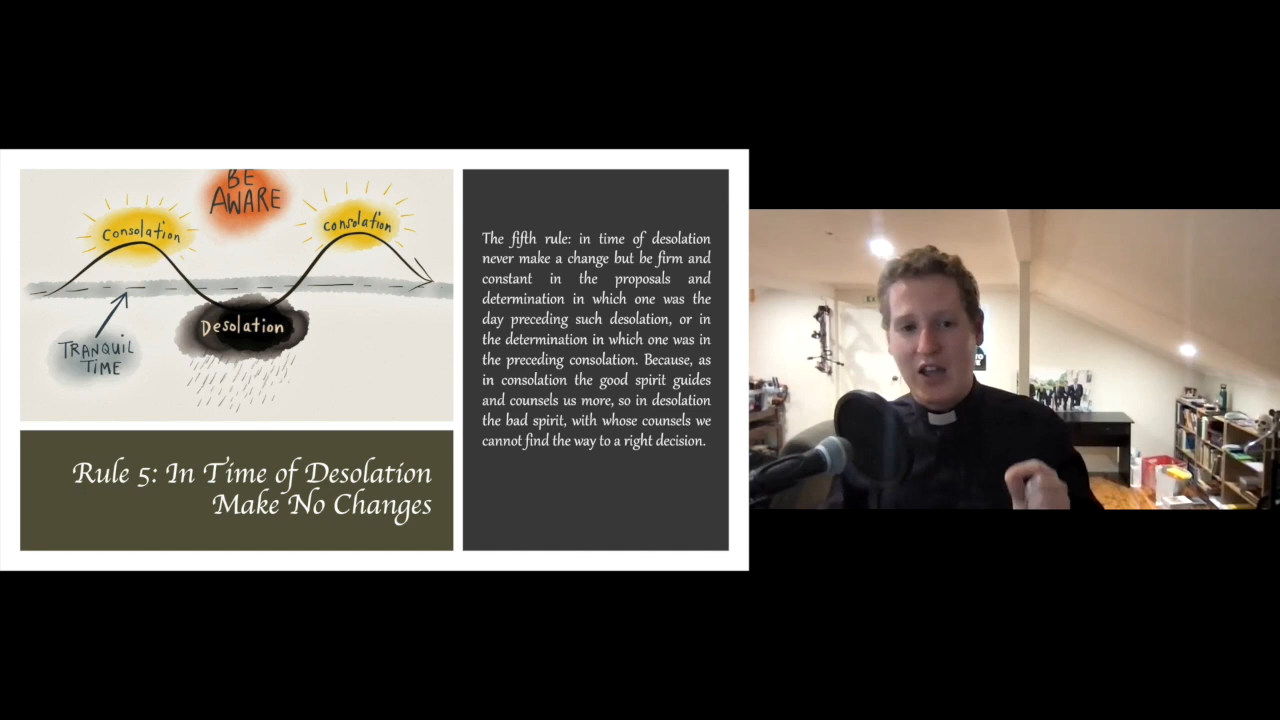 BE
AWARE
Consolation
consolation
Desolation
TRANQUIL
TIME
Rule 5: In Time of Desolation
Make No Changes
The fifth rule: in time of desolation
never make a change but be firm and
constant in the proposals and
determination in which one was the
day preceding such desolation, or in
the determination in which one was in
the preceding consolation. Because, as
in consolation the good spirit guides
and counsels us more, so in desolation
the bad spirit, with whose counsels we
cannot find the way to a right decision.